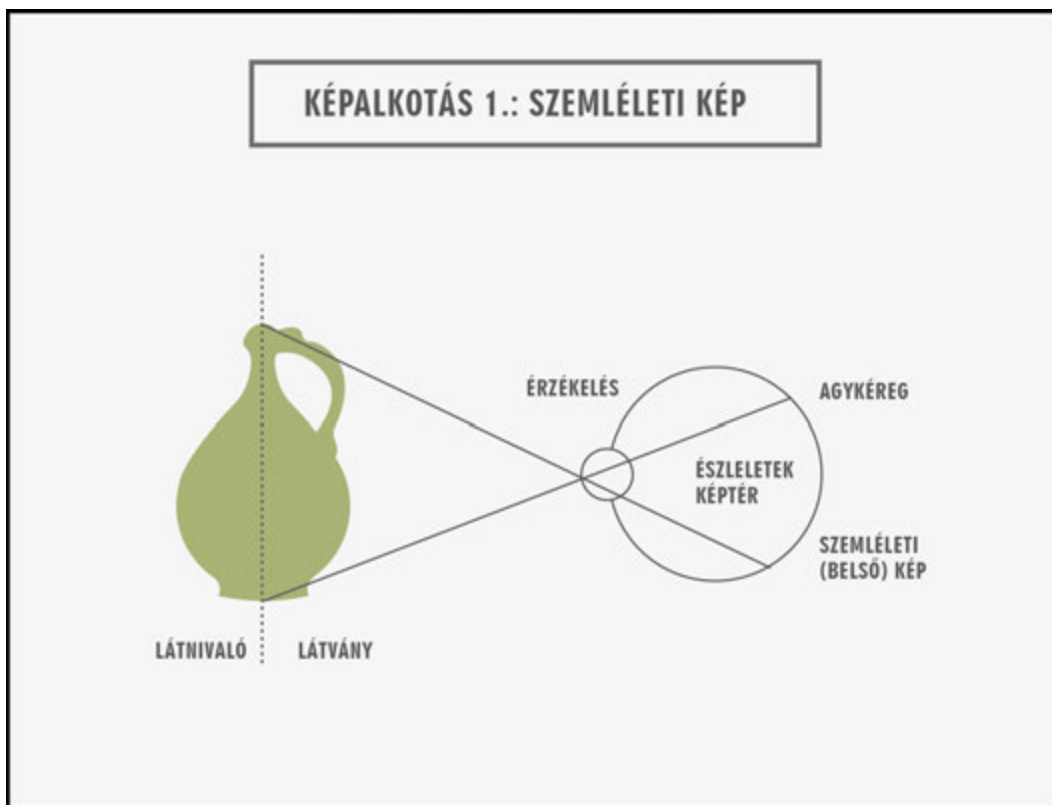 KÉPALKOTÁS 1.: SZEMLÉLETI KÉP
ÉRZÉKELÉS
AGYKÉREG
ÉSZLELETEK
KÉPTÉR
SZEMLÉLETI
(BELSŐ) KÉP
LÁTNIVALÓ
LÁTVÁNY